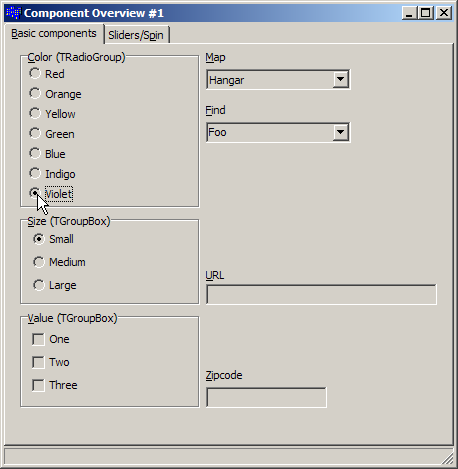 Component Overview #1
Basic components
Sliders/Spin
Color (TRadioGroup)
Red
Orange
Yellow
Green
Blue
Indigo
Violet
Map
Hangar
Find
Foo
Size (TGroupBox)
Small
Medium
Large
URL
Value (TGroupBox)
One
Two
Three
Zipcode